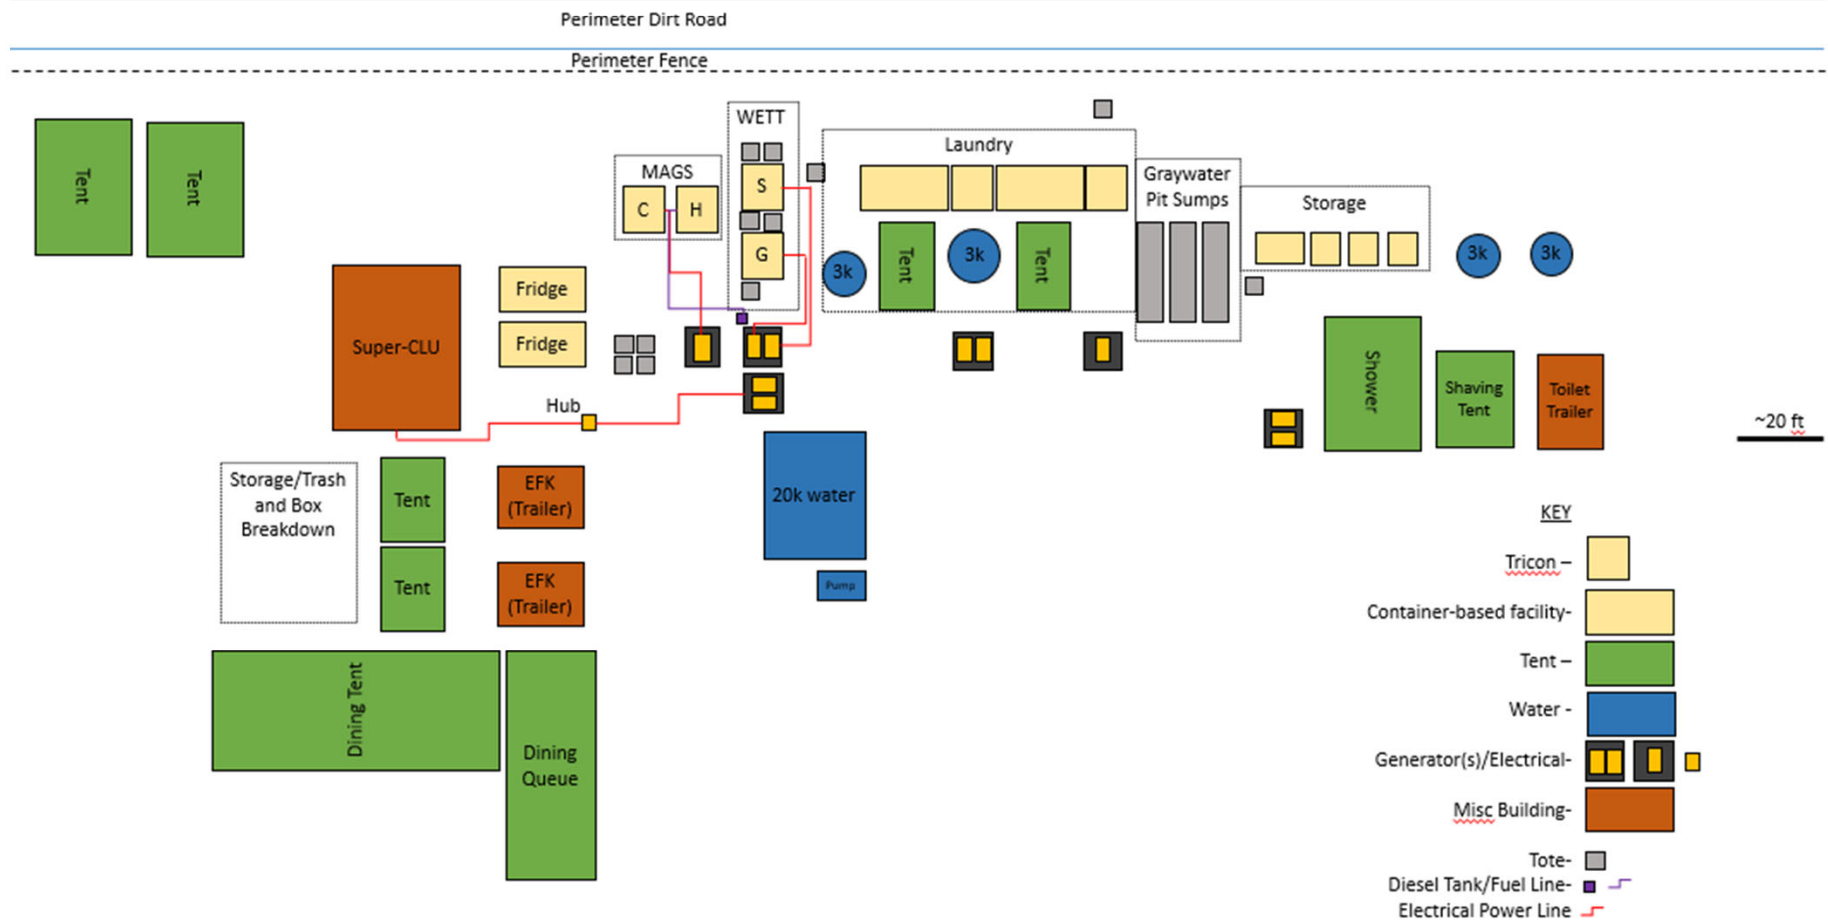 Perimeter Dirt Road
Perimeter Fence
WETT
MAGS
C
H
S
G
Laundry
Graywater
Pit Sumps
Storage
Tent
Tent
3k
Tent
3k
Tent
3k
3k
Super-CLU
Fridge
Fridge
Hub
Shower
Shaving
Tent
Toilet
Trailer
~20 ft
Storage/Trash
and Box
Breakdown
Tent
Tent
EFK
(Trailer)
EFK
(Trailer)
20k water
Pump
Dining Tent
Dining
Queue
KEY
Tricon –
Container-based facility-
Tent –
Water -
Generator(s)/Electrical-
Misc Building-
Tote-
Diesel Tank/Fuel Line-
Electrical Power Line